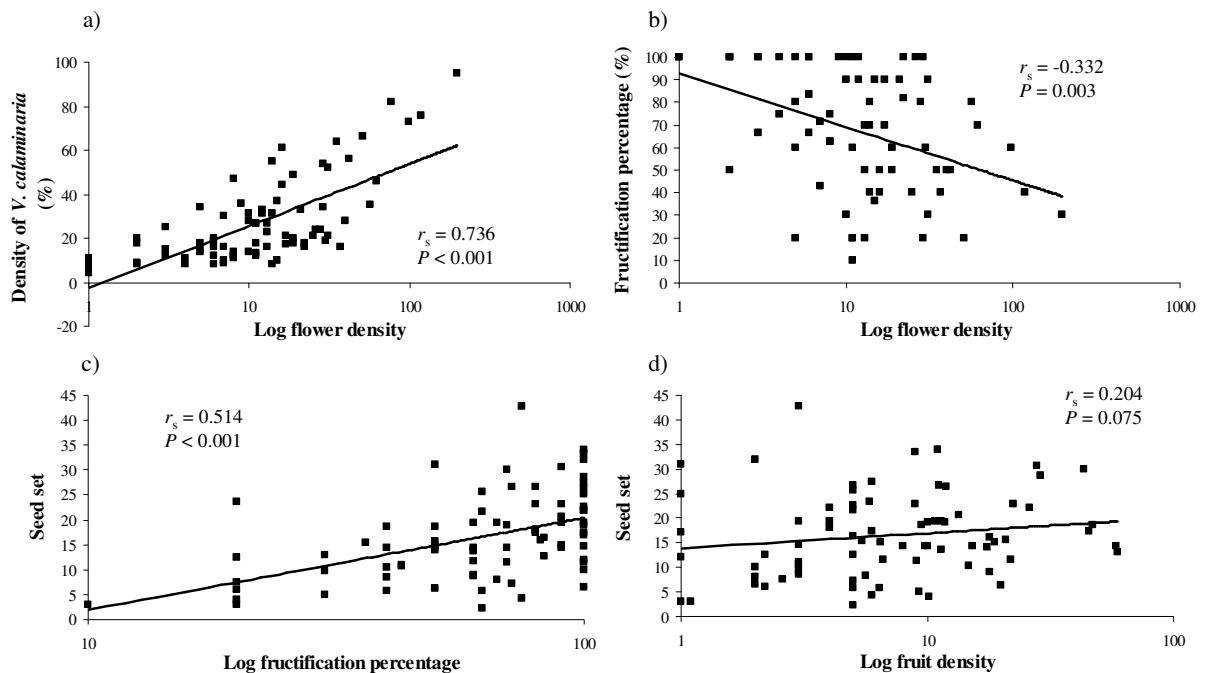 a)
Density of V. calaminaria
(%)
100
80
60
40
20
0
-20
1
10
100
1000
rs = 0.736
P < 0.001
Log flower density
b)
Fructification percentage (%)
100
90
80
70
60
50
40
30
20
10
0
1
10
100
1000
rs = -0.332
P = 0.003
Log flower density
c)
Seed set
45
40
35
30
25
20
15
10
5
0
10
100
rs = 0.514
P < 0.001
Log fructification percentage
d)
Seed set
45
40
35
30
25
20
15
10
5
0
1
10
100
rs = 0.204
P = 0.075
Log fruit density